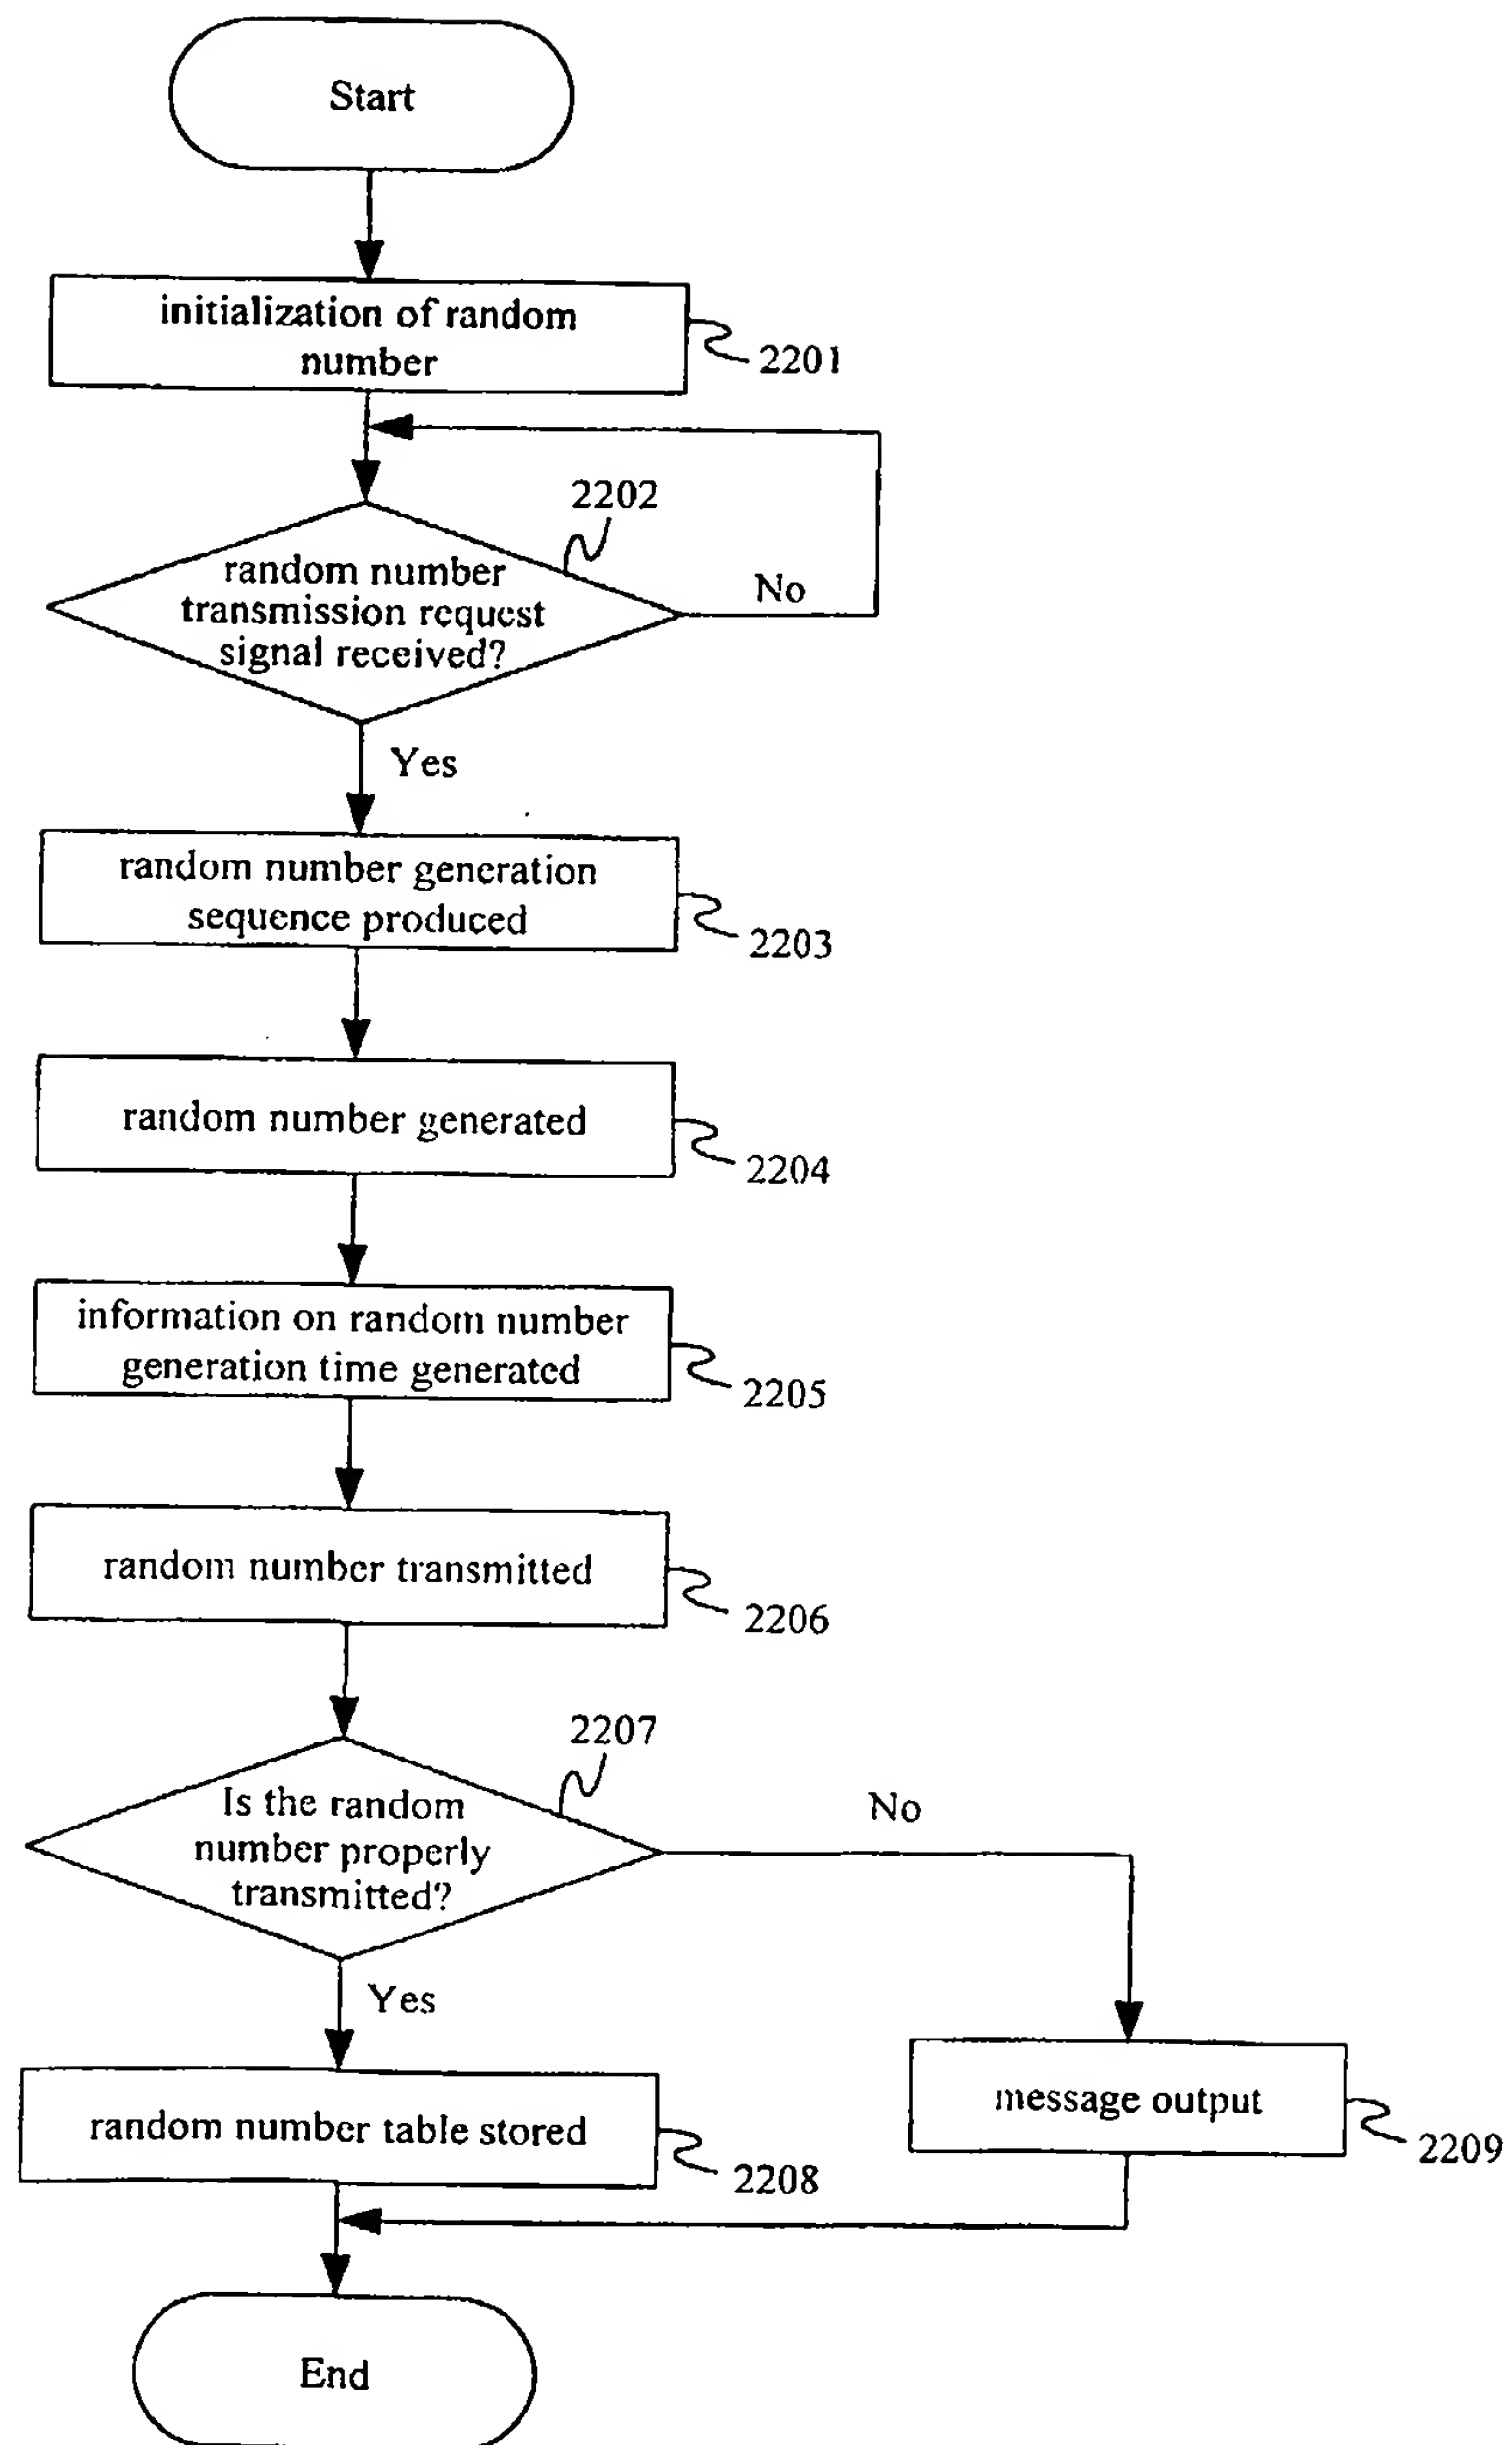 Start
initialization of random
number
2201
2202
random number
transmission request
signal received?
No
Yes
random number generation
sequence produced
2203
random number generated
2204
information on random number
generation time generated
2205
random number transmitted
2206
2207
Is the random
number properly
transmitted?
No
Yes
random number table stored
2208
message output
2209
End